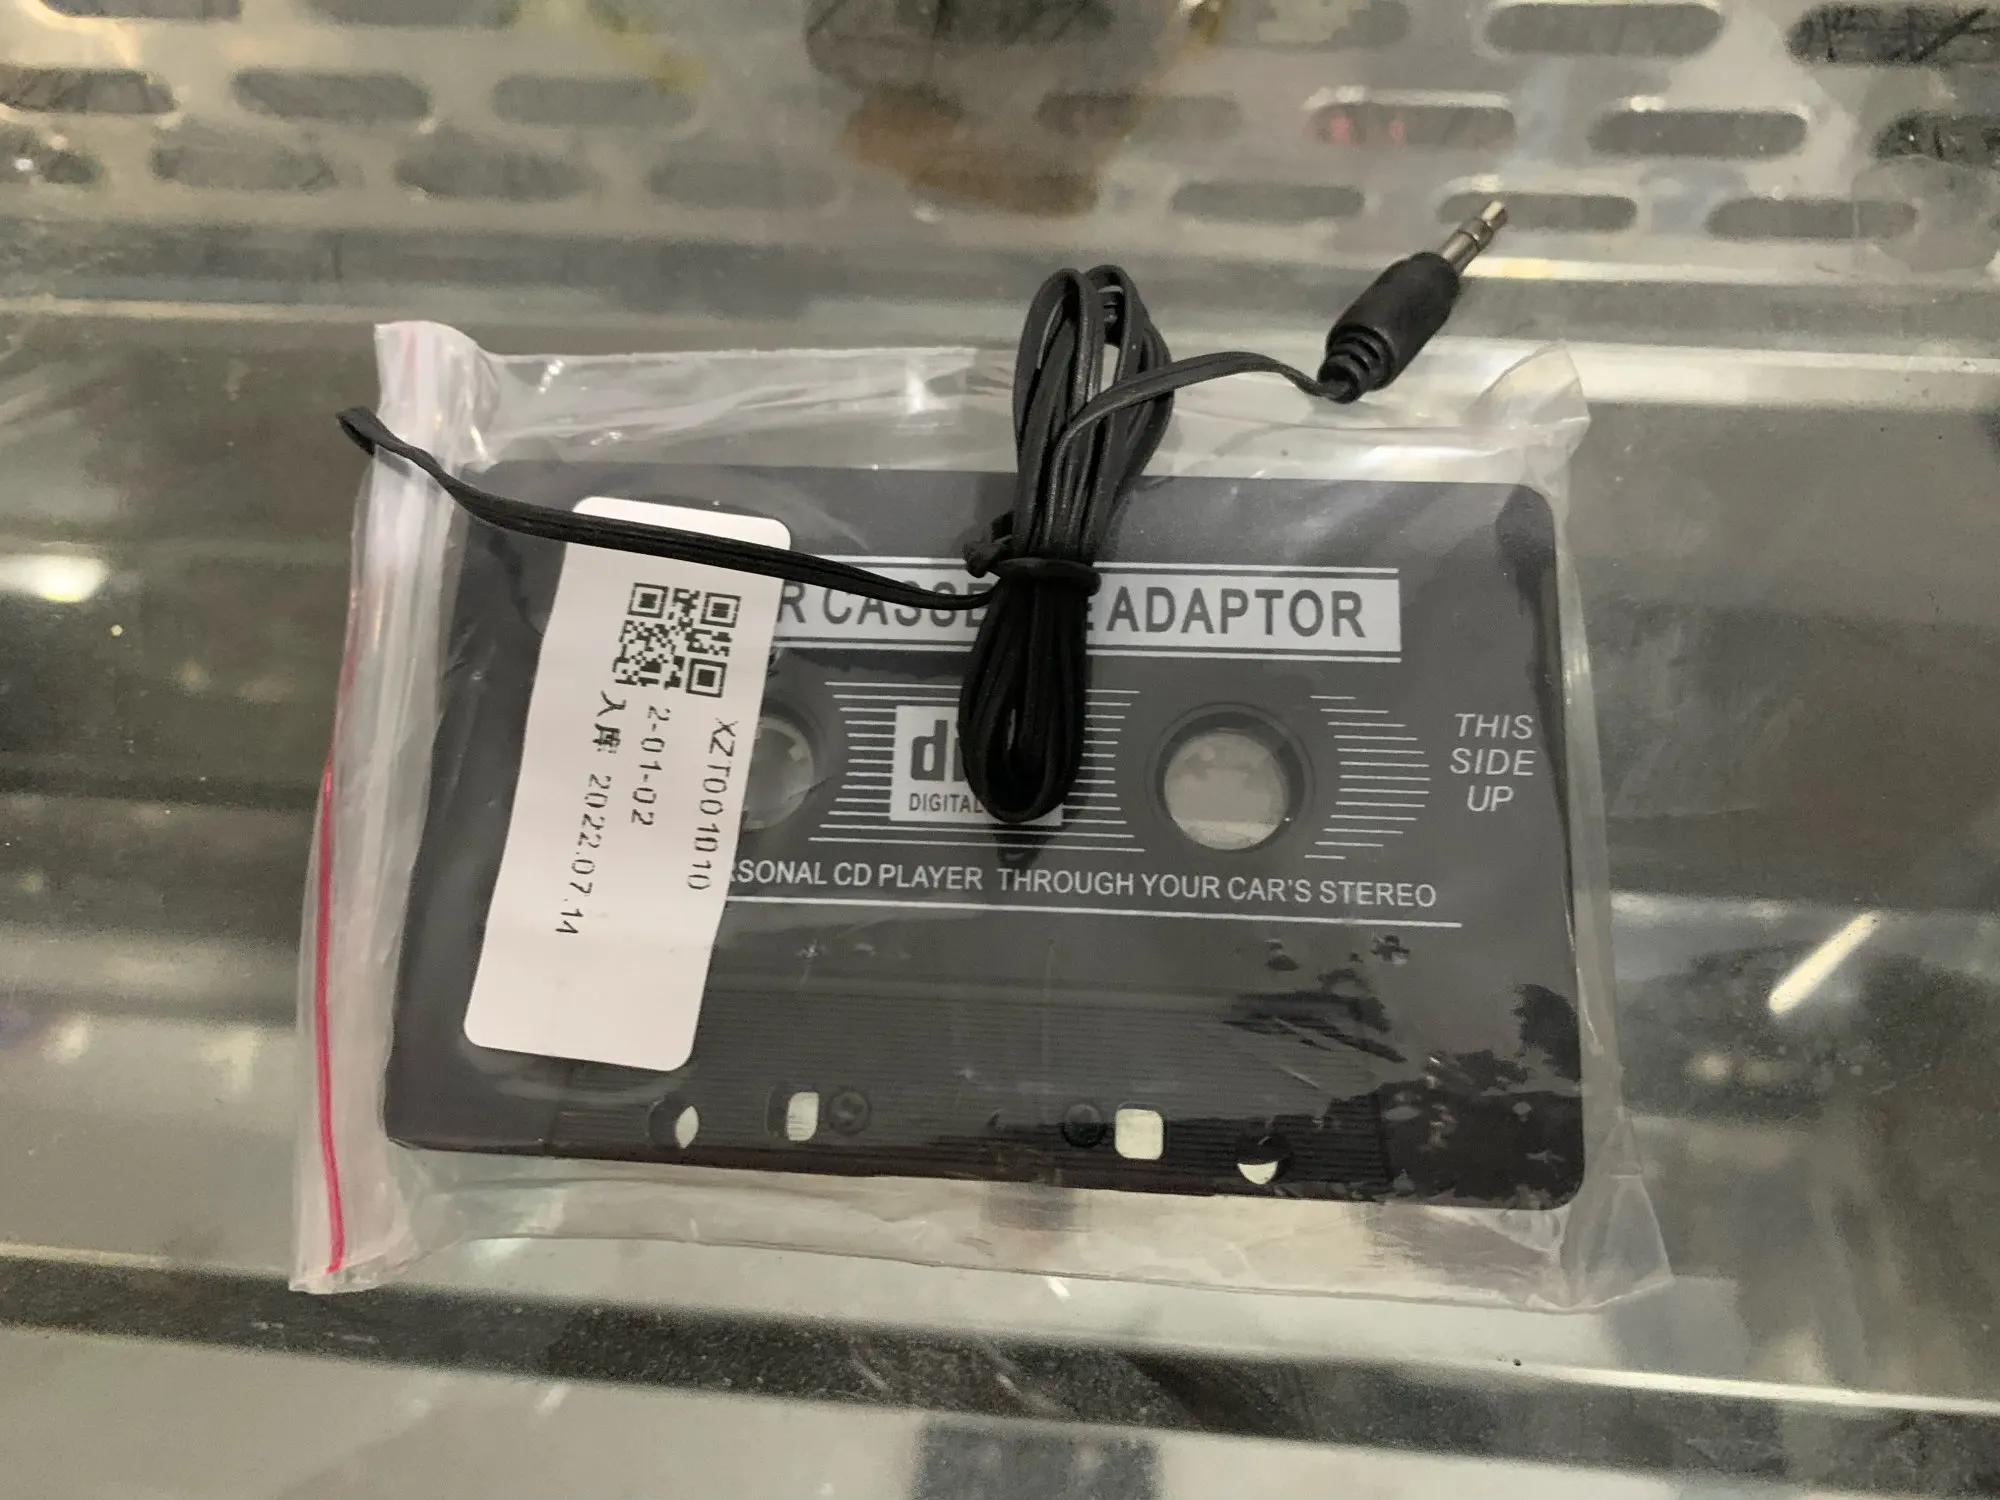 R CASSE ADAPTOR
DIGITAL
THIS
SIDE
UP
RSONAL CD PLAYER THROUGH YOUR CAR'S STEREO
XZT001010
2-01-02
入库: 2022.07.14